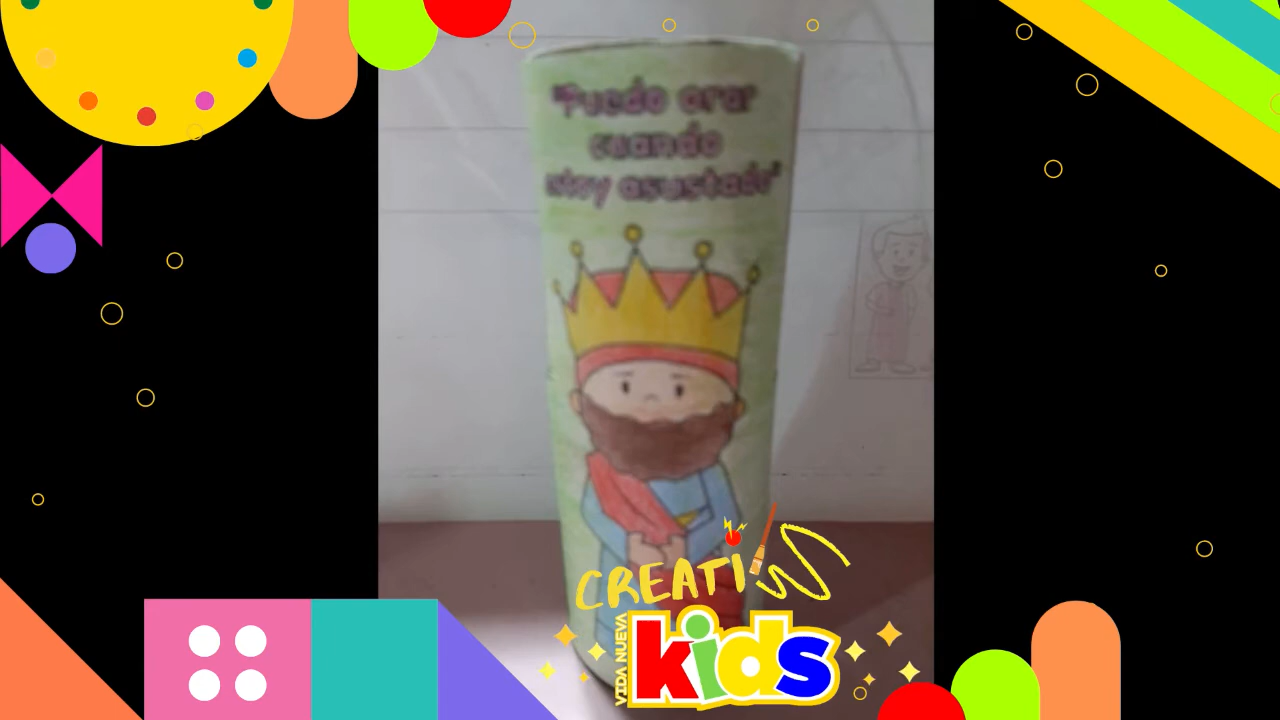 "Puedo orar
cuando
estoy asustado"
CREATI
VIDA NUEVA
kids